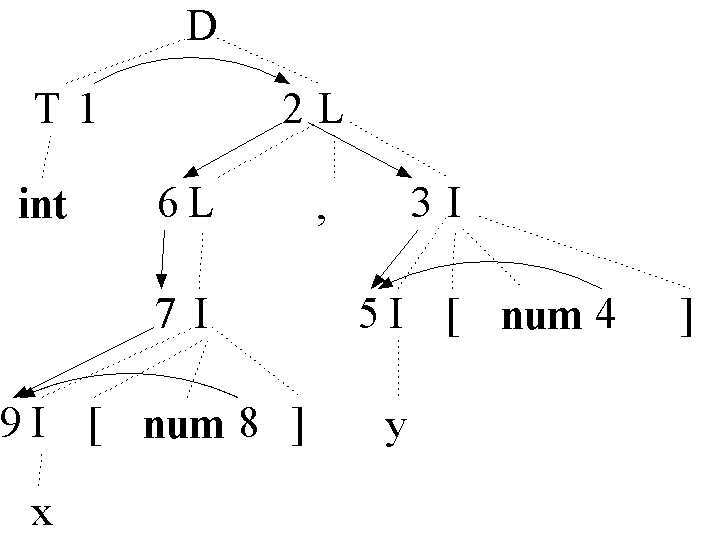 D
T 1 2 L
int 6 L , 3 I
7 I 5 I [ num 4 ]
9 I [ num 8 ] y
x